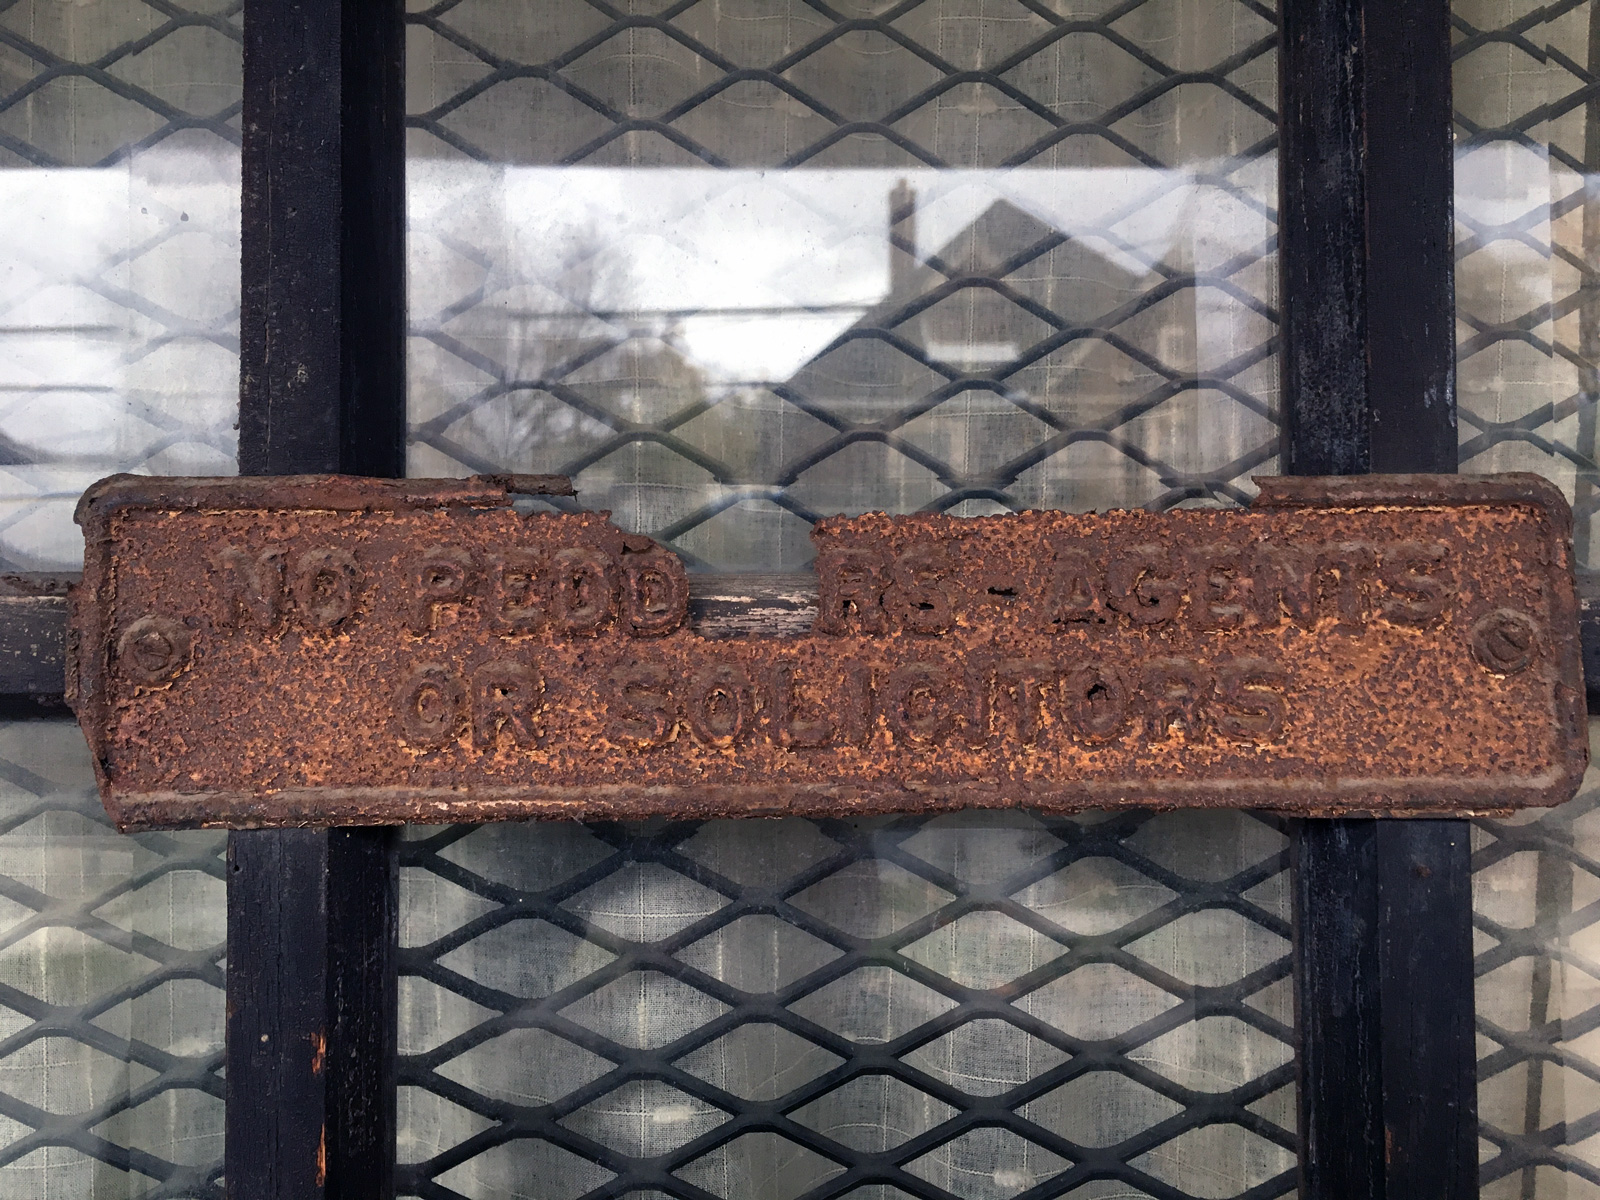 NO PEDD RS-AGENTS
OR SOLICITORS